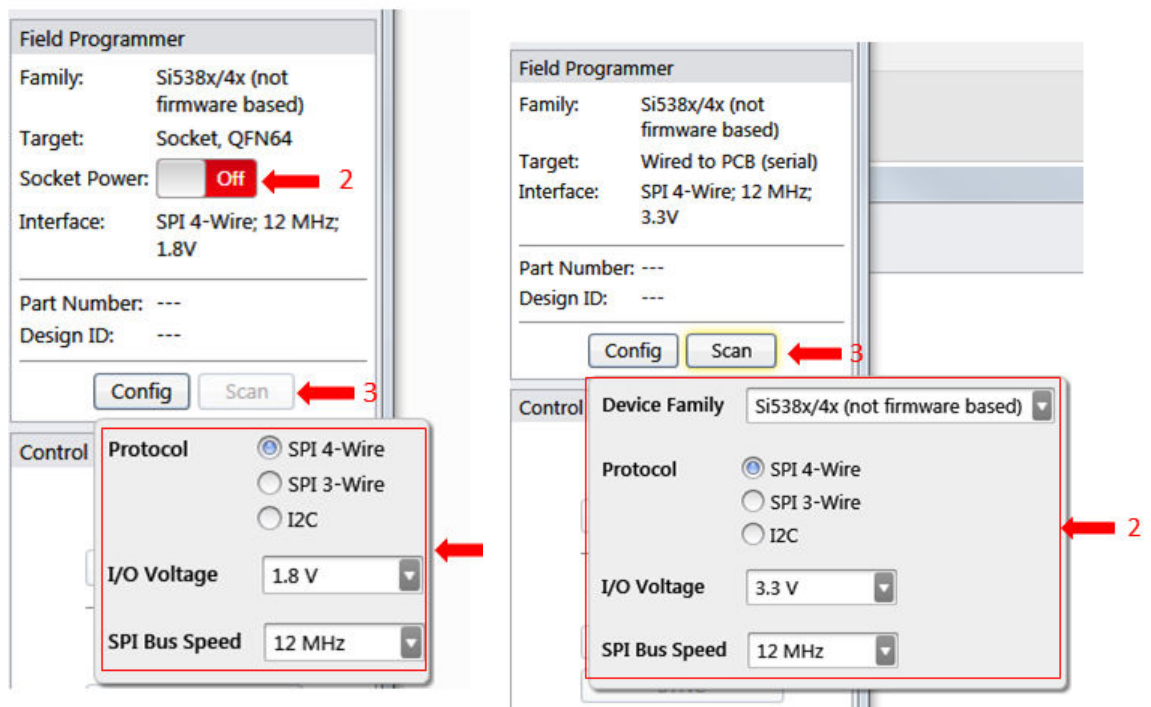 Field Programmer
Family: Si538x/4x (not
firmware based)
Target: Socket, QFN64
Socket Power: Off 2
Interface: SPI 4-Wire; 12 MHz;
1.8V
Part Number: ---
Design ID: ---
Config Scan 3
Control
Protocol SPI 4-Wire
SPI 3-Wire
I2C
I/O Voltage 1.8 V
SPI Bus Speed 12 MHz
Field Programmer
Family: Si538x/4x (not
firmware based)
Target: Wired to PCB (serial)
Interface: SPI 4-Wire; 12 MHz;
3.3V
Part Number: ---
Design ID: ---
Config Scan 3
Control
Device Family Si538x/4x (not firmware based)
Protocol SPI 4-Wire
SPI 3-Wire
I2C
2
I/O Voltage 3.3 V
SPI Bus Speed 12 MHz